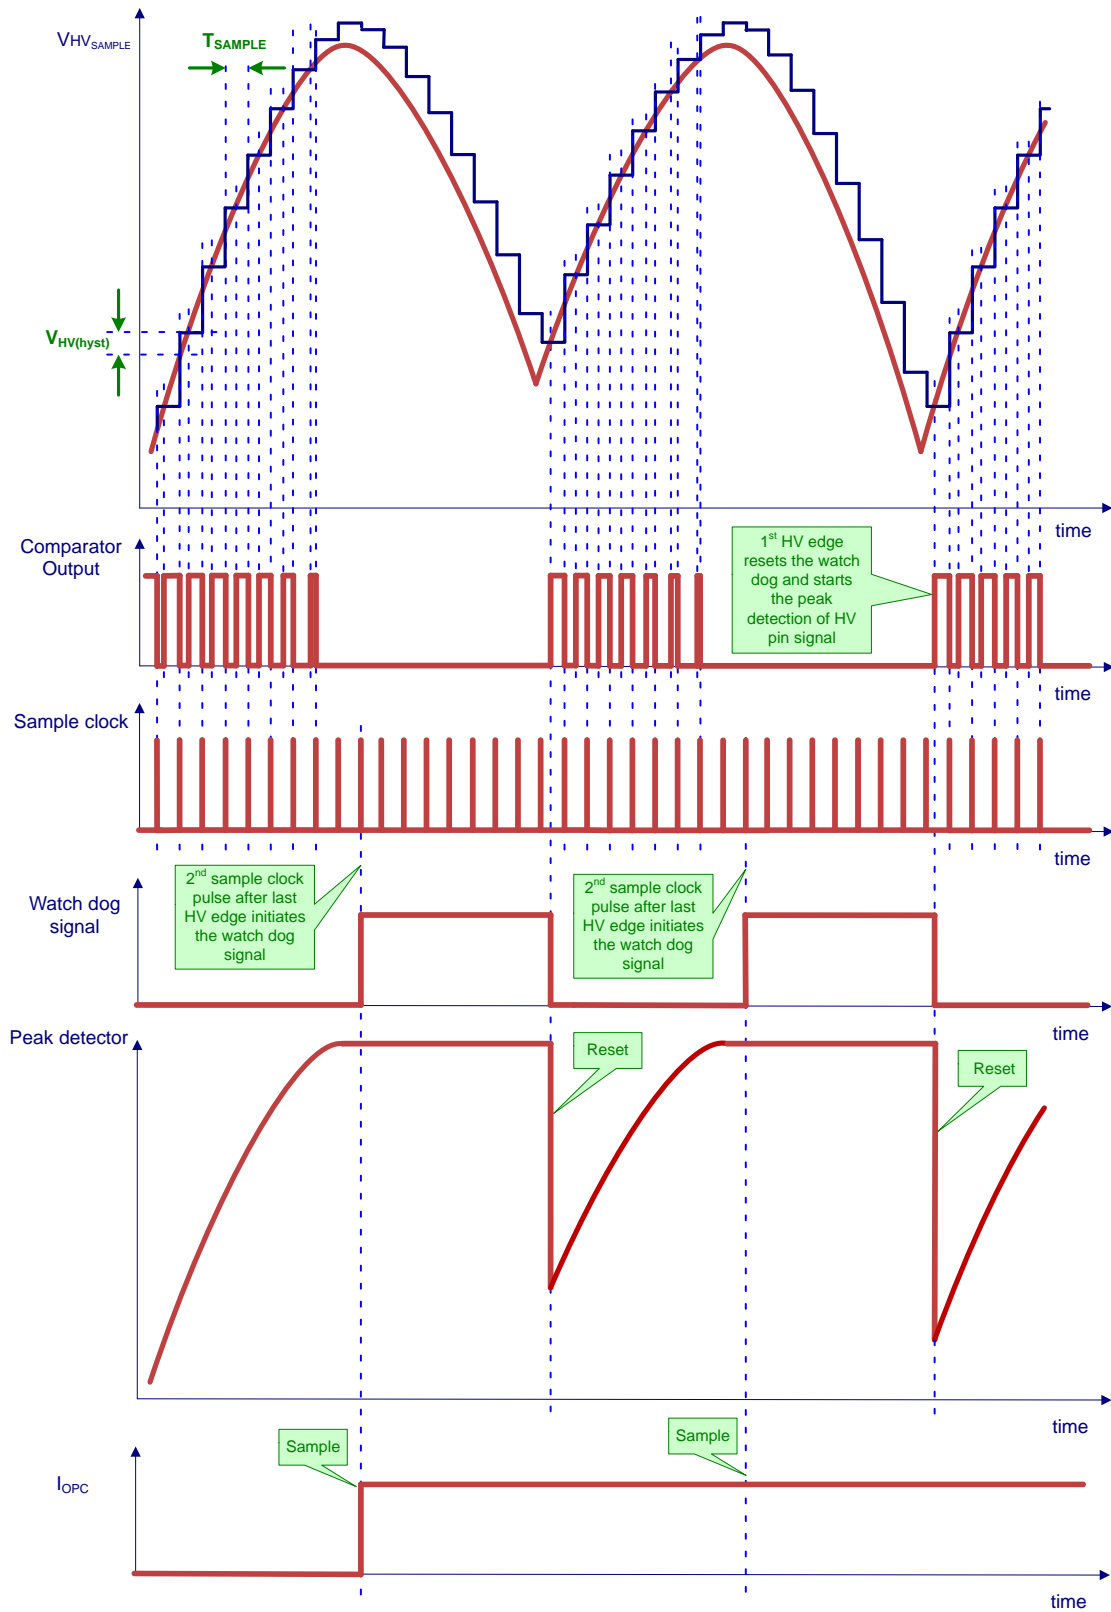 VHVSAMPLE
TSAMPLE
VHV(hyst)
time
Comparator
Output
1st HV edge
resets the watch
dog and starts
the peak
detection of HV
pin signal
time
Sample clock
time
2nd sample clock
pulse after last
HV edge initiates
the watch dog
signal
2nd sample clock
pulse after last
HV edge initiates
the watch dog
signal
Watch dog
signal
time
Peak detector
Reset
Reset
time
Sample
Sample
IOPC
time